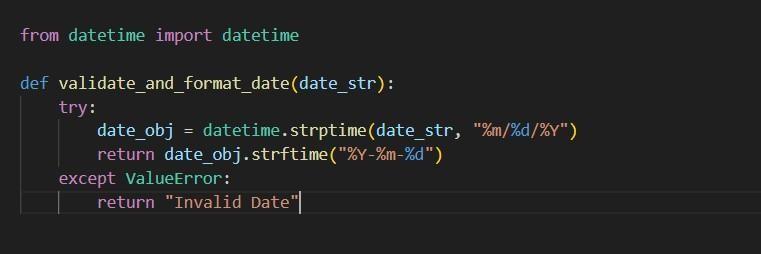 from datetime import datetime
def validate_and_format_date(date_str):
    try:
        date_obj = datetime.strptime(date_str, "%m/%d/%Y")
        return date_obj.strftime("%Y-%m-%d")
    except ValueError:
        return "Invalid Date"